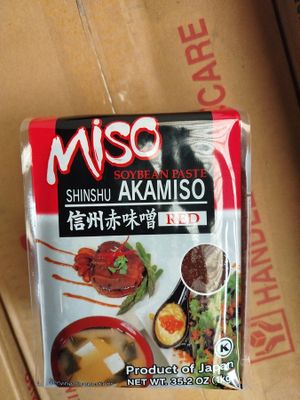 MISO
SOYBEAN PASTE
SHINSHU AKAMISO
信州赤味噌 RED
K
Product of Japan
NET WT. 35.2 OZ (1kg)
HANDLE
CARE